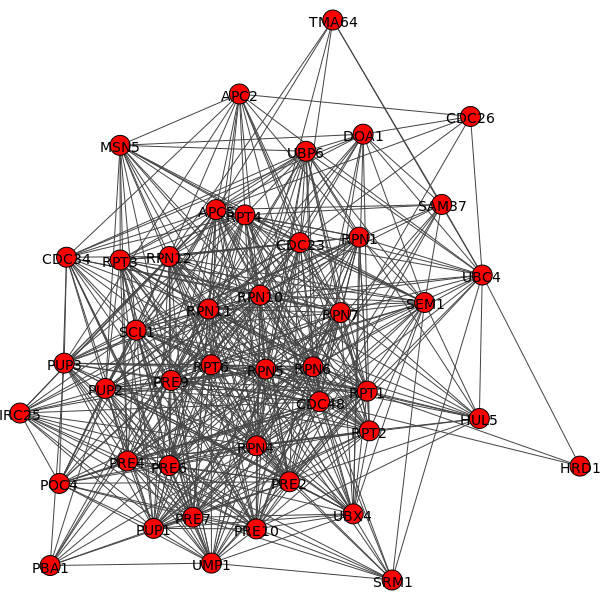 TMA64
APC2
CDC26
DOA1
MSN5
UBP6
SAM37
APC5
RPT4
RPN1
CDC23
CDC34
RPT3
RPN12
UBC4
RPN10
SEM1
RPN11
RPN7
SCJ1
PUP3
RPT6
RPN5
RPN6
PRE9
PUP2
RPT1
CDC48
IRC25
HUL5
RPT2
RPN4
PRE4
PRE6
HRD1
POC4
PRE2
UBX4
PRE7
PUP1
PRE10
PBA1
UMP1
SRM1